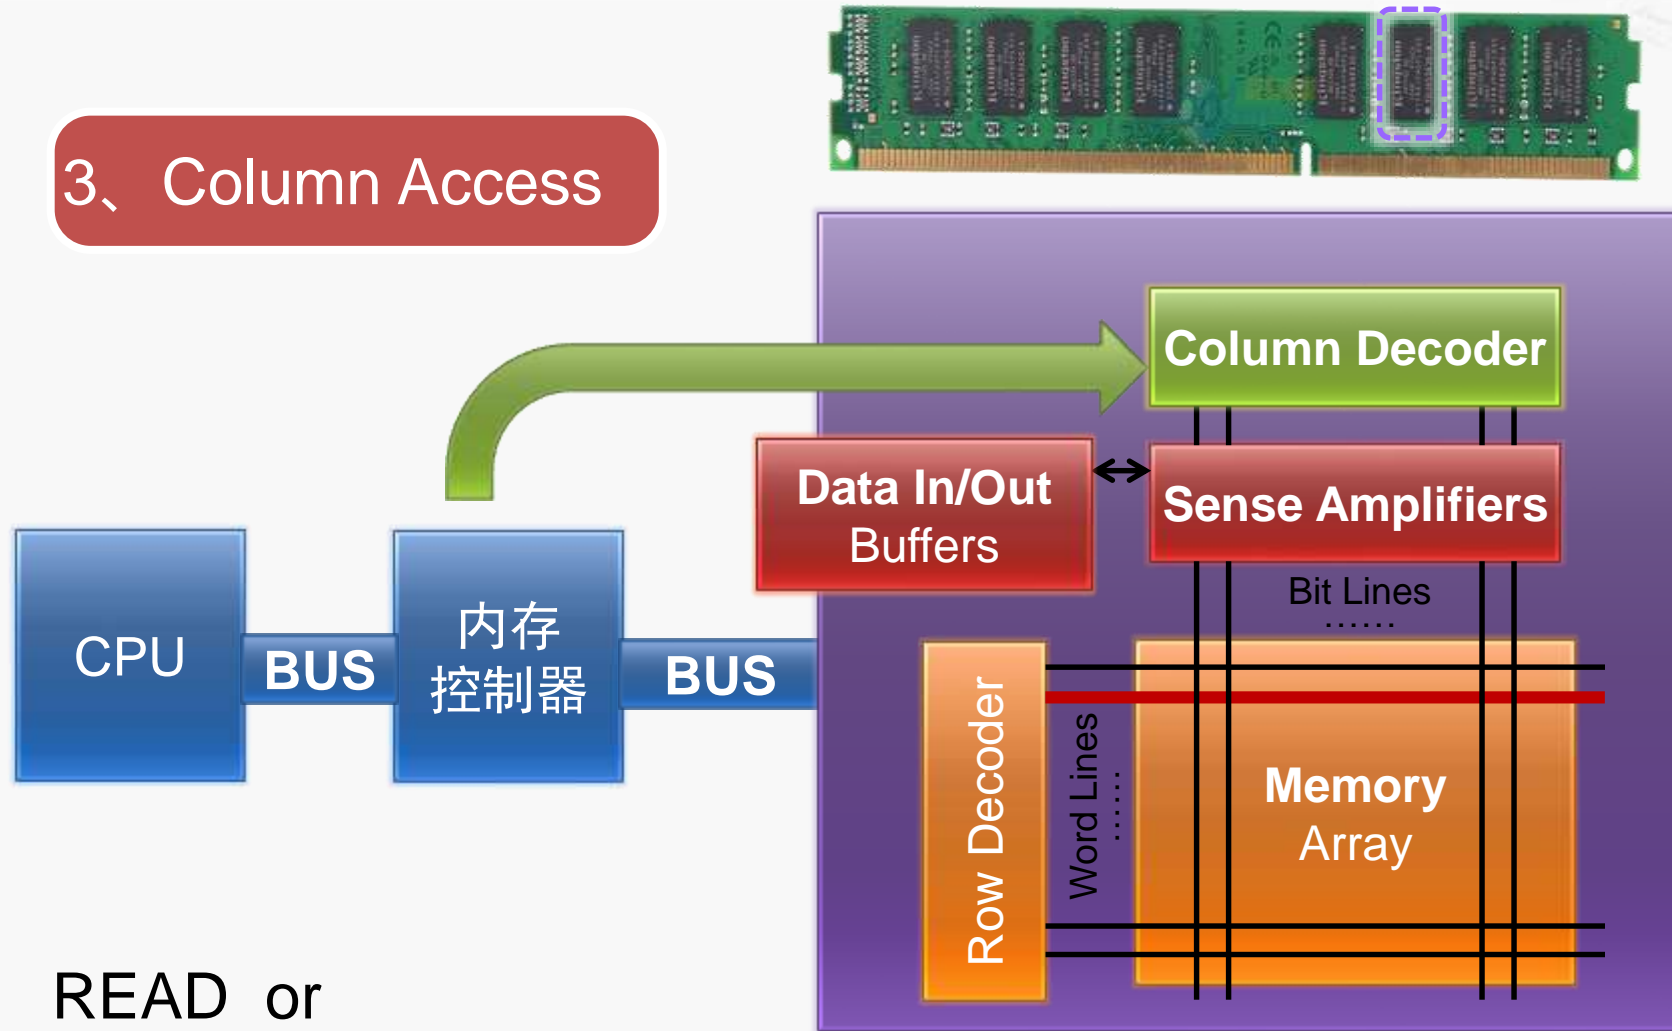 3、 Column Access
Column Decoder
Data In/Out
Buffers
Sense Amplifiers
Bit Lines
......
CPU
BUS
内存
控制器
BUS
Row Decoder
Word Lines
......
Memory
Array
READ or